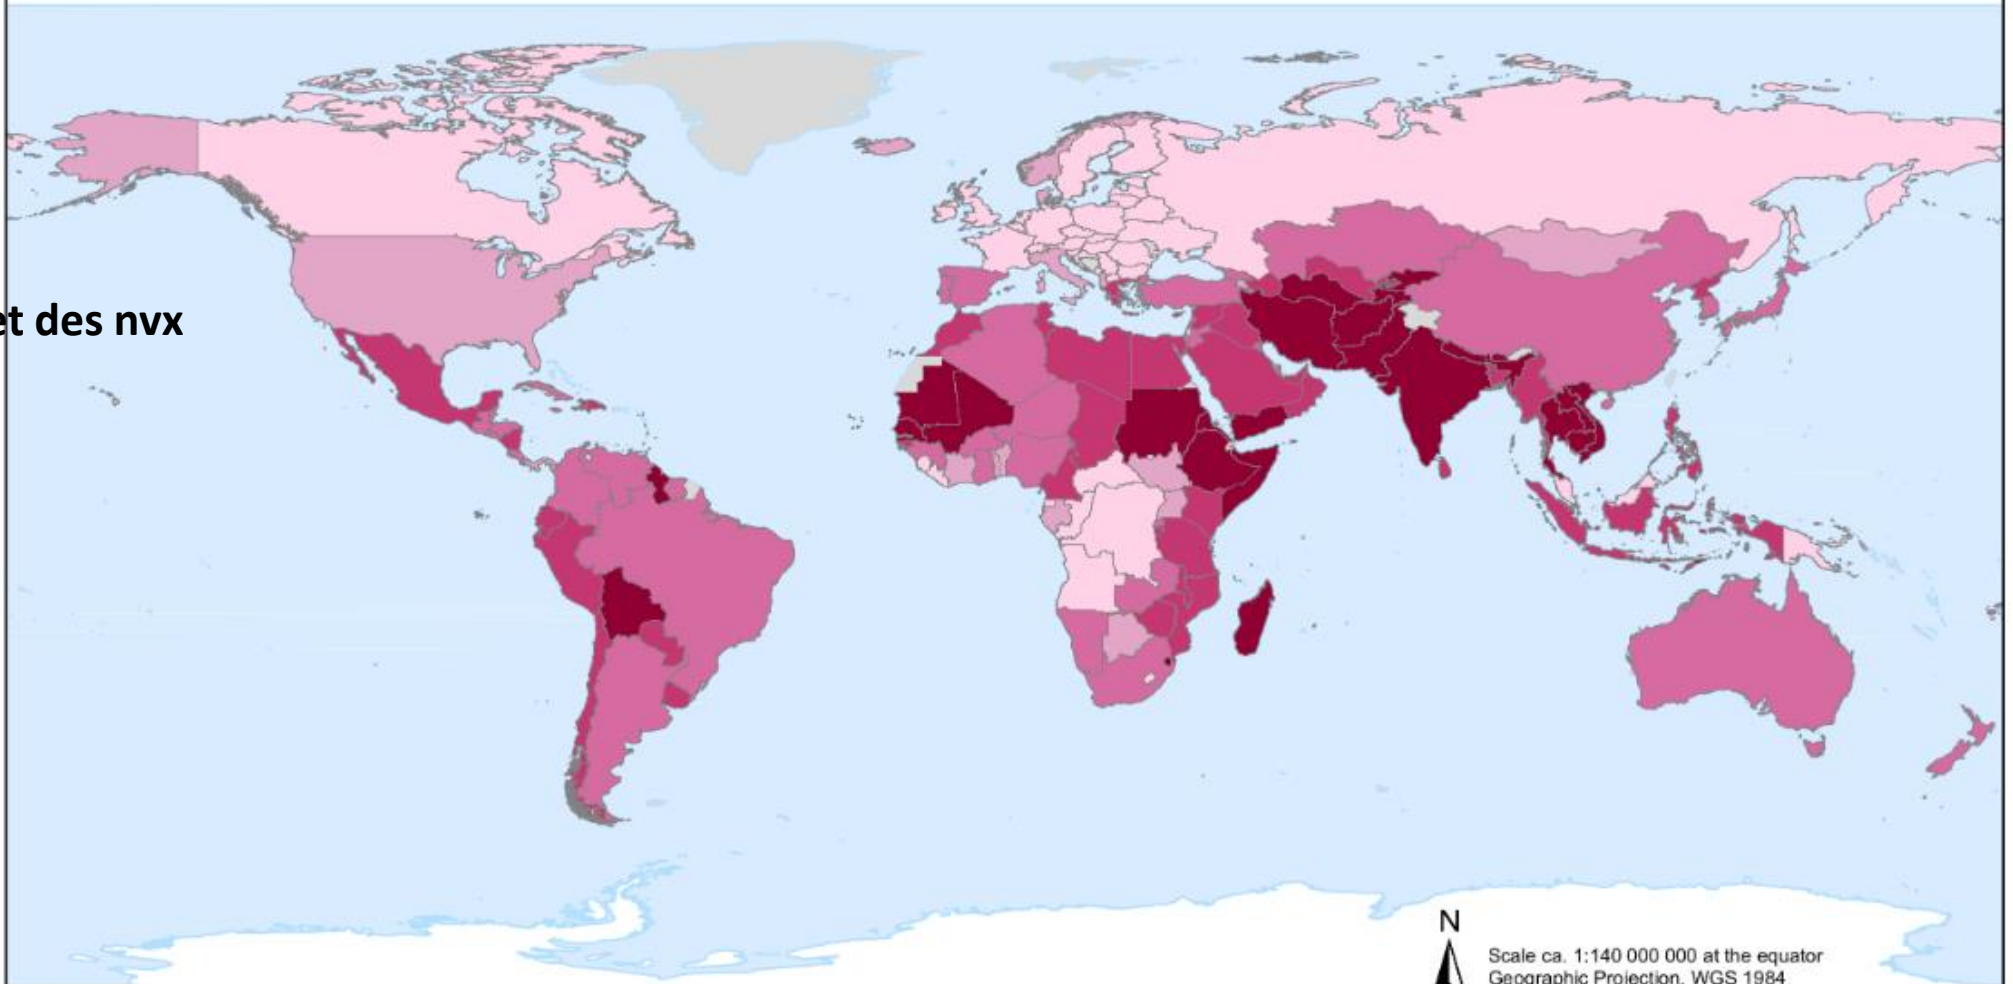 et des nvx
N
Scale ca. 1:140 000 000 at the equator
Geographic Projection, WGS 1984